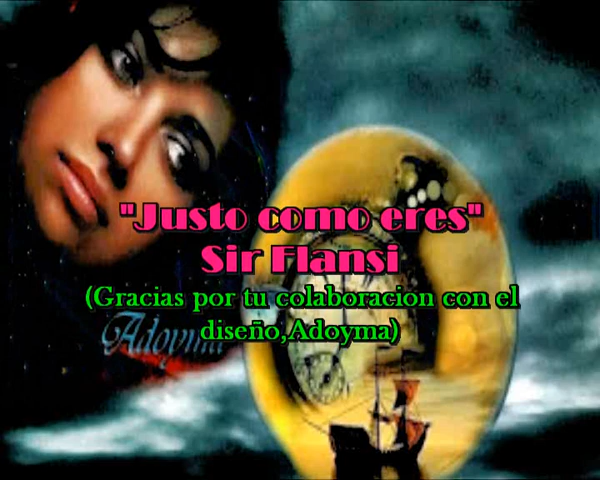 "Justo como eres"
Sir Flansi
(Gracias por tu colaboracion con el
diseño,Adoyma)
Adoyma